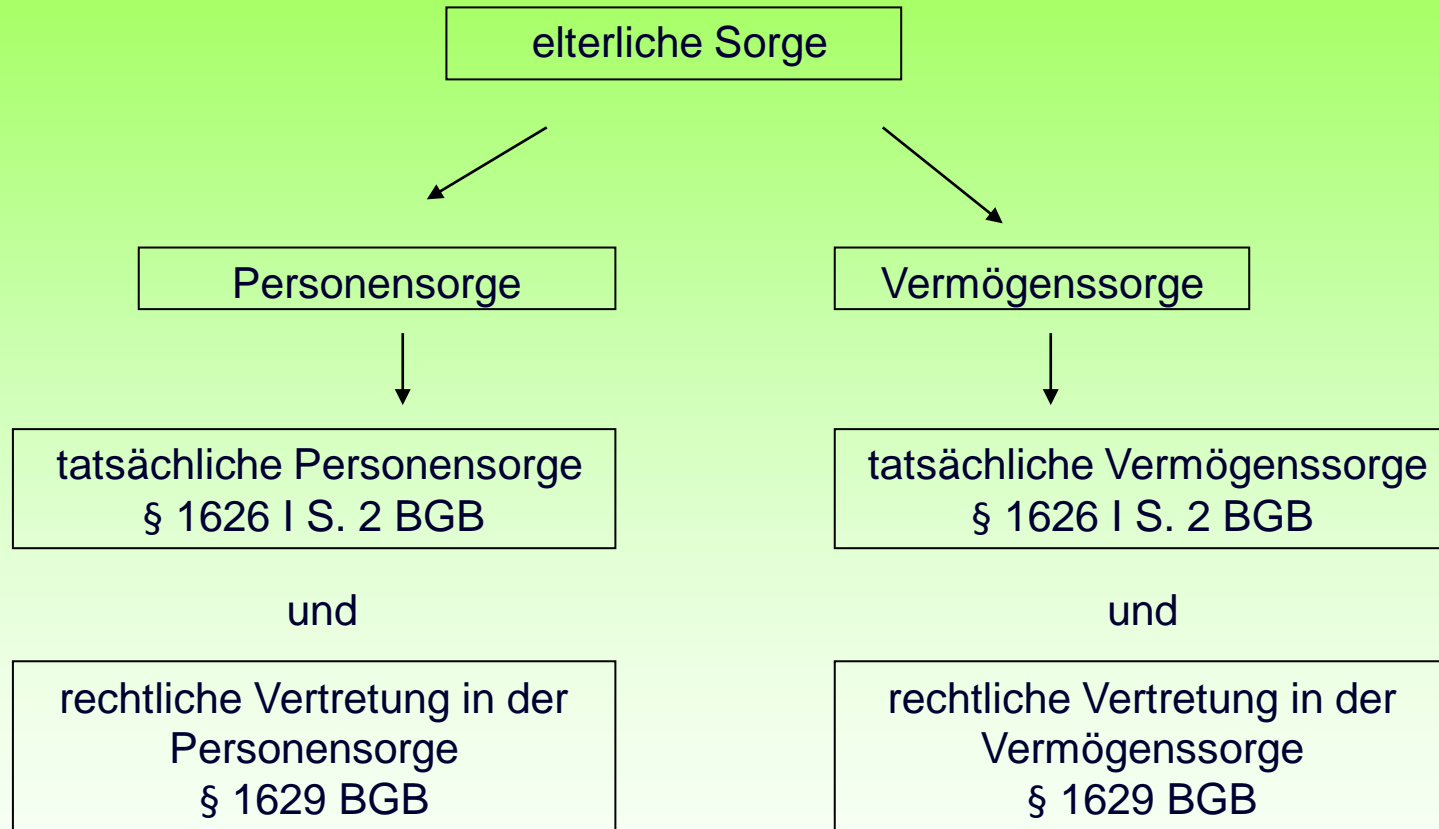 elterliche Sorge
Personensorge
Vermögenssorge
tatsächliche Personensorge
§ 1626 I S. 2 BGB
tatsächliche Vermögenssorge
§ 1626 I S. 2 BGB
und
und
rechtliche Vertretung in der
Personensorge
§ 1629 BGB
rechtliche Vertretung in der
Vermögenssorge
§ 1629 BGB